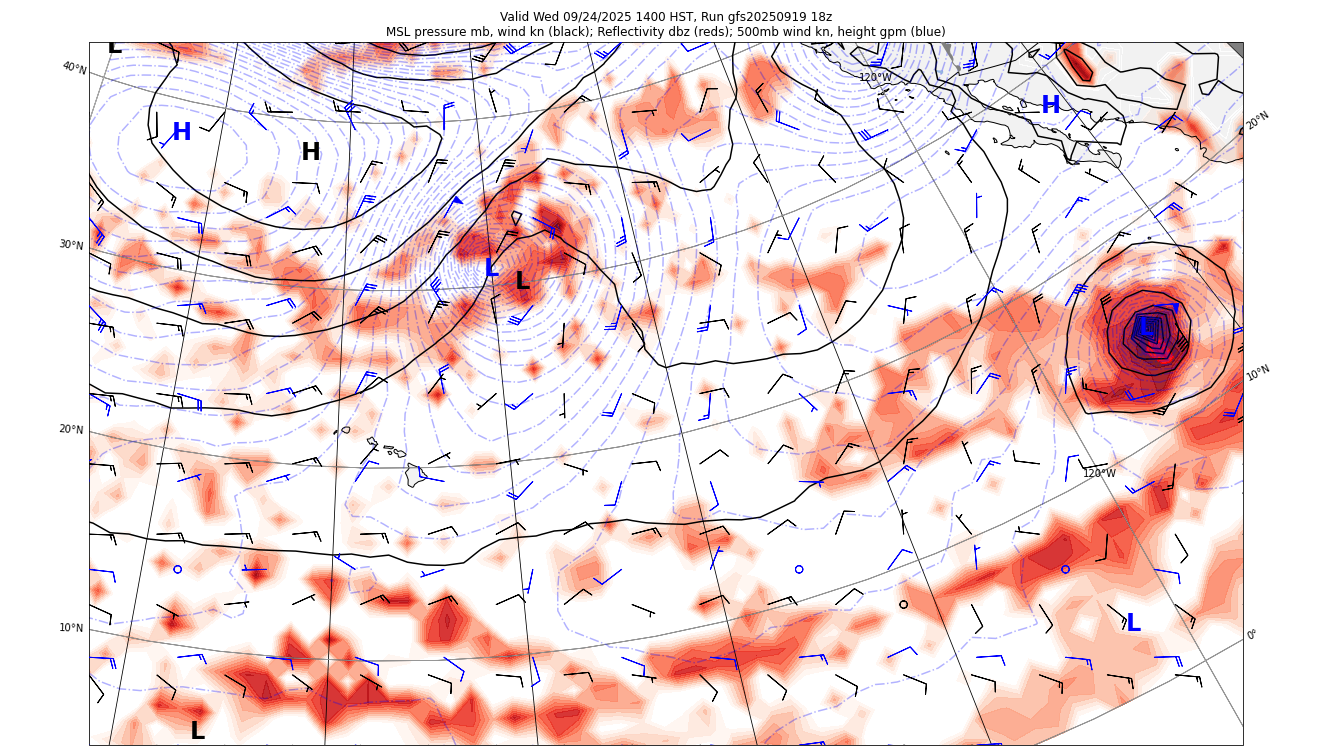 Valid Wed 09/24/2025 1400 HST, Run gfs20250919 18z
MSL pressure mb, wind kn (black); Reflectivity dbz (reds); 500mb wind kn, height gpm (blue)
L
40°N
120°W
H
20°N
H
H
30°N
L
L
10°N
20°N
120°W
10°N
L
0°
L